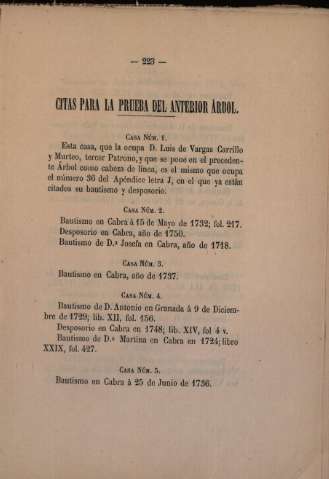 — 223 —
CITAS PARA LA PRUEBA DEL ANTERIOR ÁRBOL.
CASA NÚM. 1.
Esta casa, que la ocupa D. Luis de Vargas Carrillo
y Murteo, tercer Patrono, y que se pone en el preceden-
te Árbol como cabeza de línea, es el mismo que ocupa
el número 36 del Apéndice letra J, en el que ya están
citados su bautismo y desposorio.
CASA NÚM. 2.
Bautismo en Cabra á 15 de Mayo de 1732; fol. 217.
Desposorio en Cabra, año de 1750.
Bautismo de D.ª Josefa en Cabra, año de 1718.
CASA NÚM. 3.
Bautismo en Cabra, año de 1737.
CASA NÚM. 4.
Bautismo de D. Antonio en Granada á 9 de Diciem-
bre de 1729; lib. XII, fol. 156.
Desposorio en Cabra en 1748; lib. XIV, fol 4 v.
Bautismo de D.ª Martina en Cabra en 1724; libro
XXIX, fol. 427.
CASA NÚM. 5.
Bautismo en Cabra á 25 de Junio de 1736.